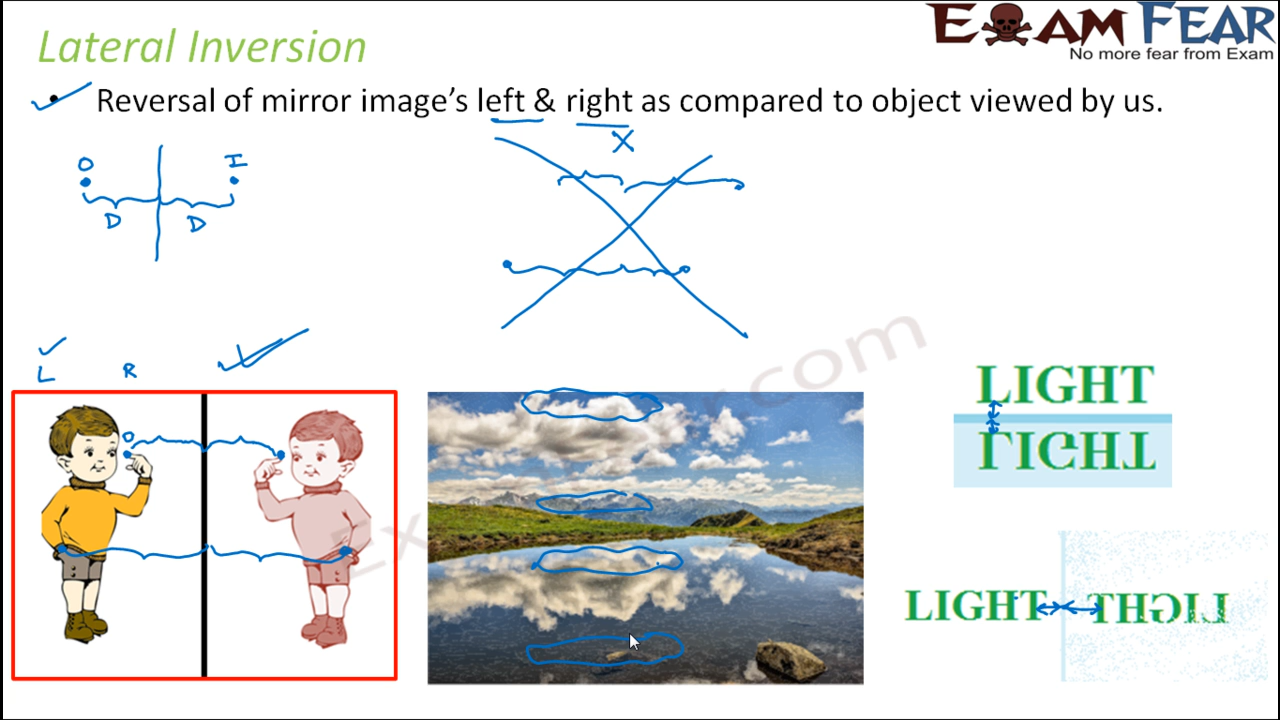 Lateral Inversion
EXAM FEAR
No more fear from Exam
• Reversal of mirror image's left & right as compared to object viewed by us.
X
O I
D D
L R
O
LIGHT
LIGHT
LIGHT LIGHT